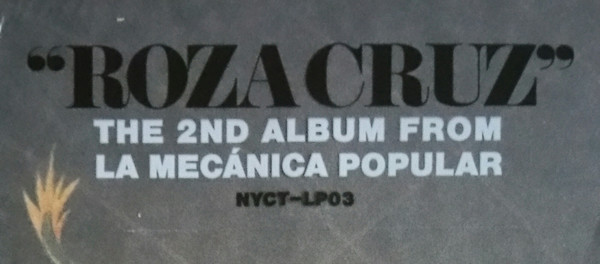 “ROZA CRUZ”
THE 2ND ALBUM FROM
LA MECÁNICA POPULAR
NYCT-LP03